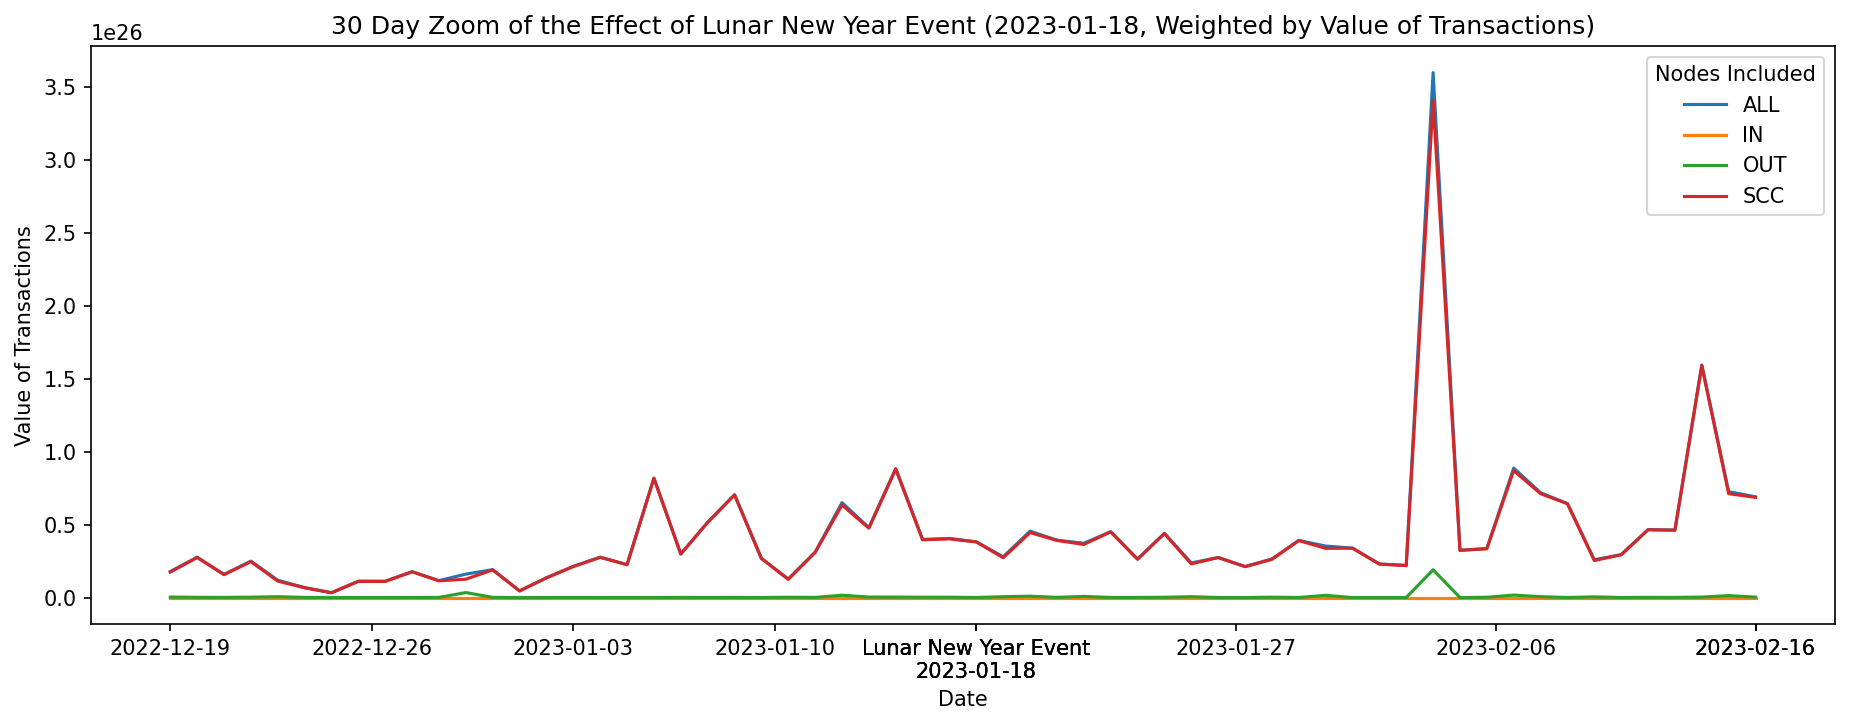 30 Day Zoom of the Effect of Lunar New Year Event (2023-01-18, Weighted by Value of Transactions)
1e26
Nodes Included
ALL
IN
OUT
SCC
Value of Transactions
3.5
3.0
2.5
2.0
1.5
1.0
0.5
0.0
2022-12-19
2022-12-26
2023-01-03
2023-01-10
Lunar New Year Event
2023-01-18
2023-01-27
2023-02-06
2023-02-16
Date